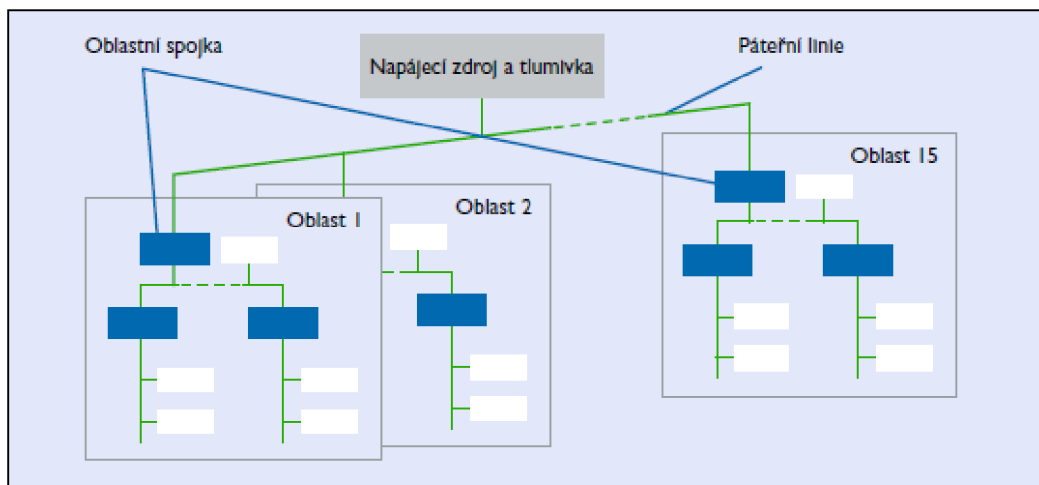 Oblastní spojka
Napájecí zdroj a tlumivka
Páteřní linie
Oblast 15
Oblast 2
Oblast 1